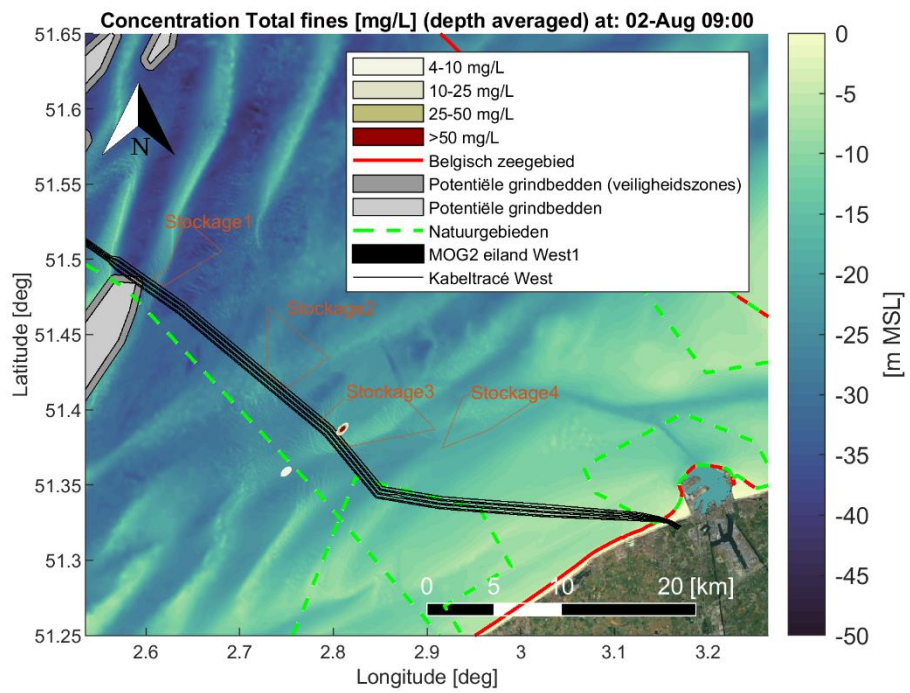 Concentration Total fines [mg/L] (depth averaged) at: 02-Aug 09:00
51.65
51.6
51.55
51.5
51.45
51.4
51.35
51.3
51.25
Latitude [deg]
2.6
2.7
2.8
2.9
3
3.1
3.2
Longitude [deg]
N
4-10 mg/L
10-25 mg/L
25-50 mg/L
>50 mg/L
Belgisch zeegebied
Potentiële grindbedden (veiligheidszones)
Potentiële grindbedden
Natuurgebieden
MOG2 eiland West1
Kabeltracé West
Stockage1
Stockage2
Stockage3
Stockage4
0 5 10 20 [km]
0
-5
-10
-15
-20
-25
-30
-35
-40
-45
-50
[m MSL]